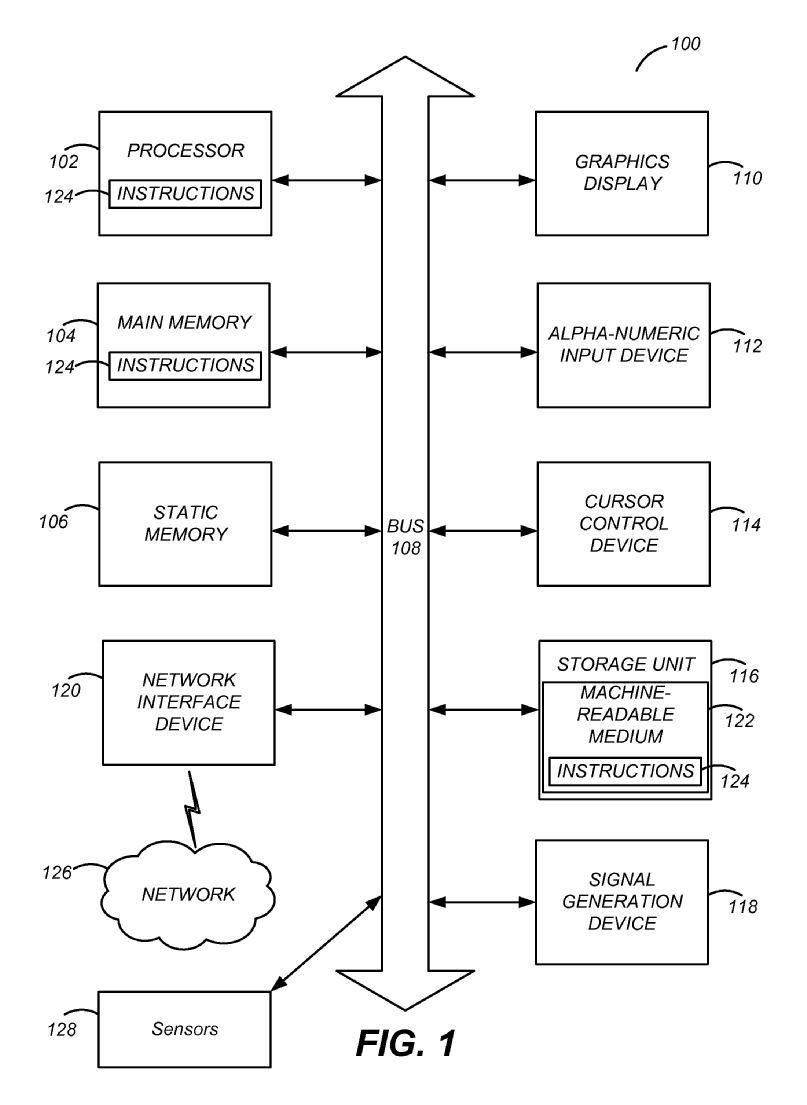 100
PROCESSOR
102
124
INSTRUCTIONS
GRAPHICS
DISPLAY
110
MAIN MEMORY
104
124
INSTRUCTIONS
ALPHA-NUMERIC
INPUT DEVICE
112
STATIC
MEMORY
106
BUS
108
CURSOR
CONTROL
DEVICE
114
NETWORK
INTERFACE
DEVICE
120
STORAGE UNIT
116
MACHINE-
READABLE
MEDIUM
122
INSTRUCTIONS
124
126
NETWORK
SIGNAL
GENERATION
DEVICE
118
Sensors
128
FIG. 1